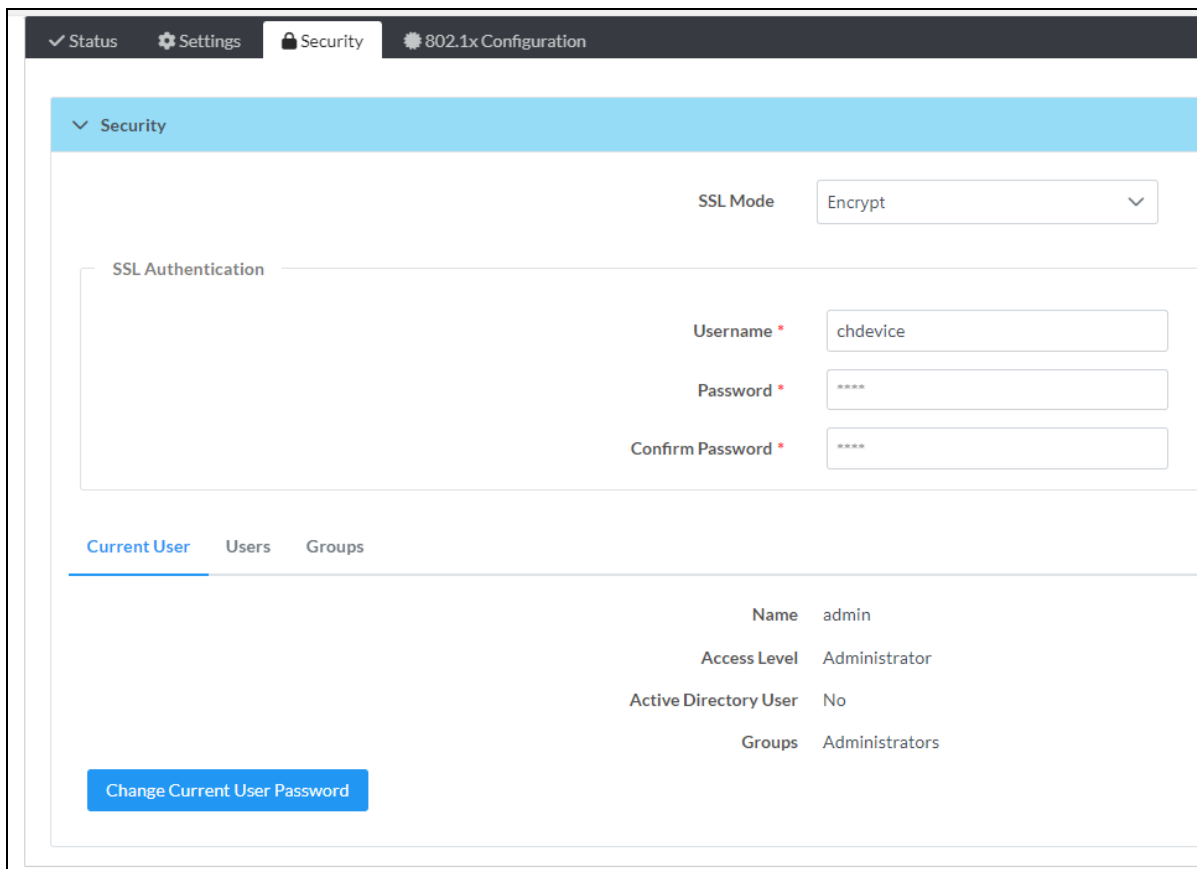 Status Settings Security 802.1x Configuration
Security
SSL Mode Encrypt
SSL Authentication
Username * chdevice
Password * ****
Confirm Password * ****
Current User Users Groups
Name admin
Access Level Administrator
Active Directory User No
Groups Administrators
Change Current User Password